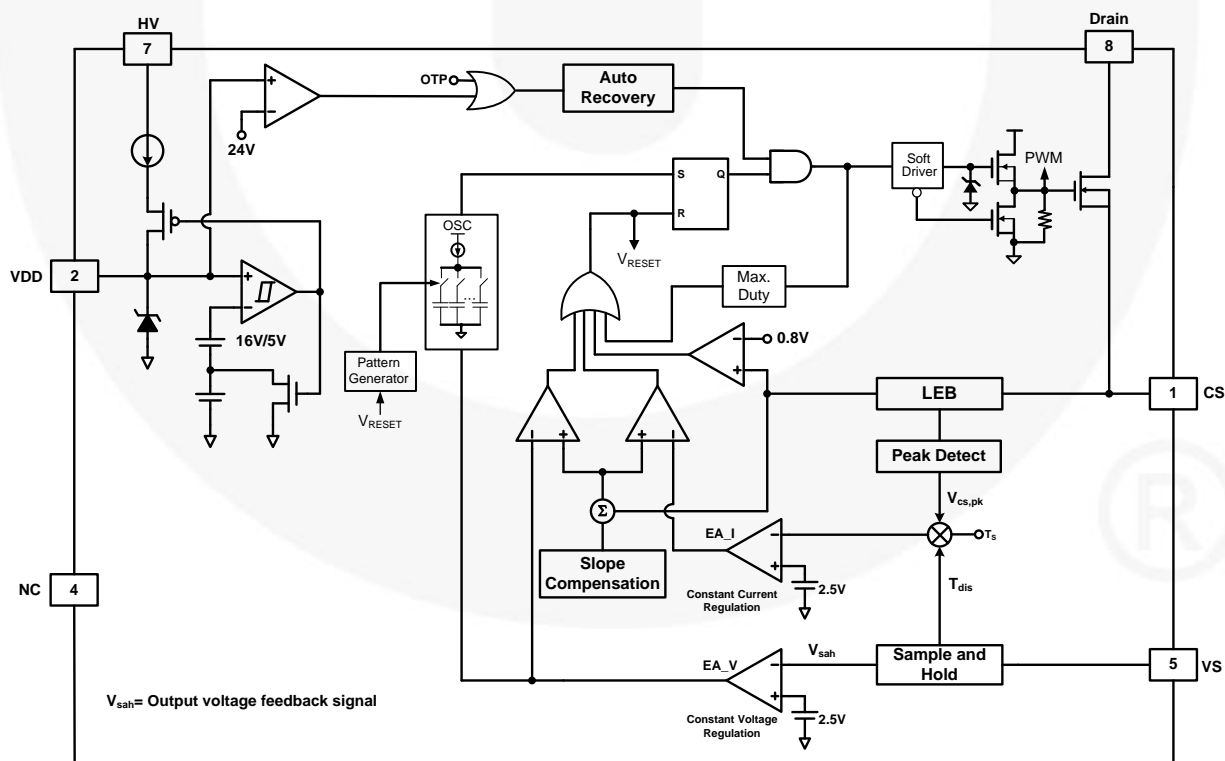 HV
7
Drain
8
OTP
Auto
Recovery
24V
S
Q
R
Soft
Driver
PWM
OSC
VRESET
VDD
2
16V/5V
Max.
Duty
0.8V
Pattern
Generator
VRESET
LEB
1
CS
Peak Detect
Vcs,pk
Σ
EA_I
Ts
Slope
Compensation
NC
4
2.5V
Constant Current
Regulation
Tdis
EA_V
Vsah
Sample and
Hold
5
VS
Vsah= Output voltage feedback signal
2.5V
Constant Voltage
Regulation
®